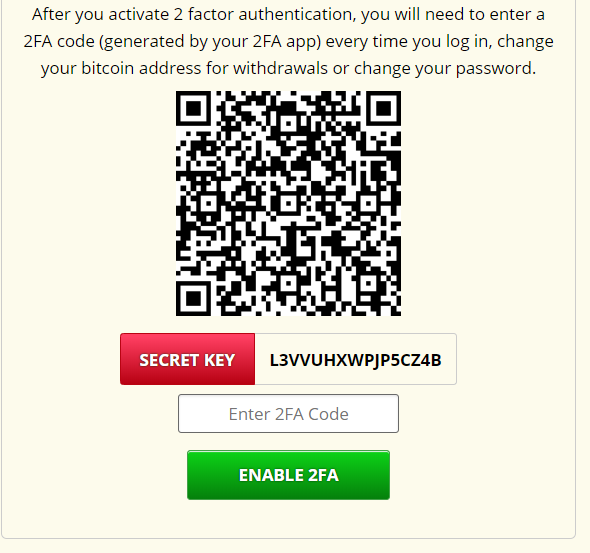 After you activate 2 factor authentication, you will need to enter a
2FA code (generated by your 2FA app) every time you log in, change
your bitcoin address for withdrawals or change your password.
SECRET KEY L3VVUHXWPJP5CZ4B
Enter 2FA Code
ENABLE 2FA